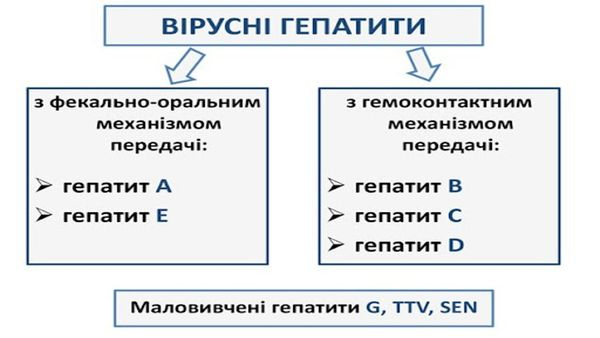 ВІРУСНІ ГЕПАТИТИ
з фекально-оральним
механізмом
передачі:
➢ гепатит А
➢ гепатит Е
з гемоконтактним
механізмом
передачі:
➢ гепатит В
➢ гепатит С
➢ гепатит D
Маловивчені гепатити G, TTV, SEN